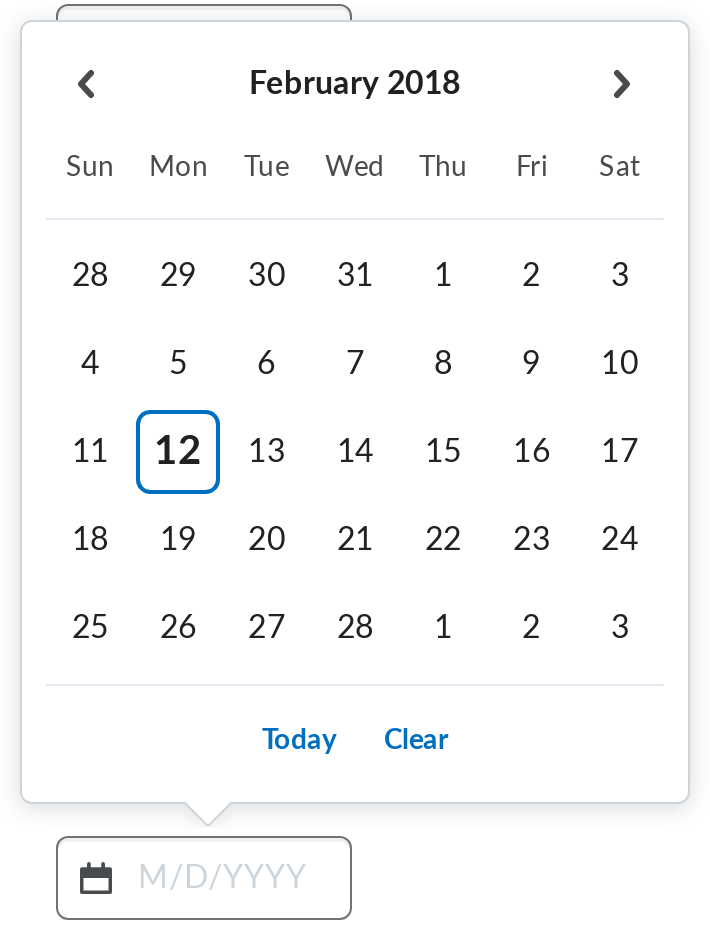 February 2018
Sun Mon Tue Wed Thu Fri Sat
28 29 30 31 1 2 3
4 5 6 7 8 9 10
11 12 13 14 15 16 17
18 19 20 21 22 23 24
25 26 27 28 1 2 3
Today Clear
M/D/YYYY